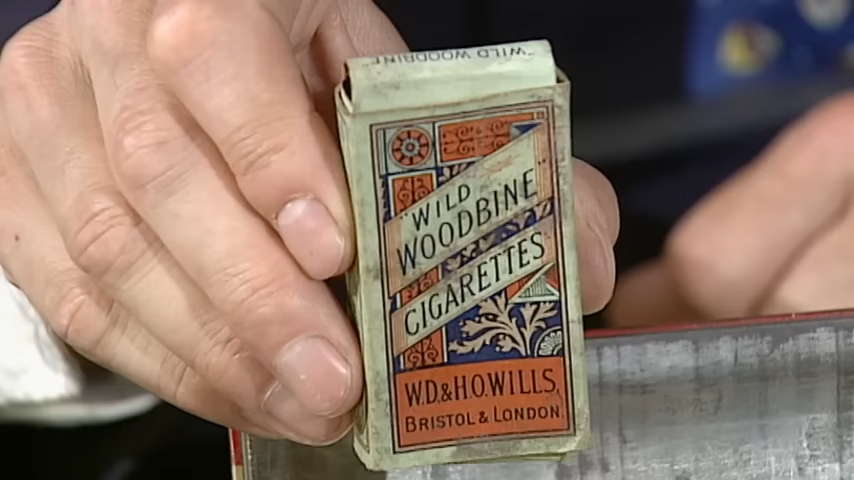 "WILD WOODBINE"
"WILD
WOODBINE"
CIGARETTES
W.D.&H.O.WILLS,
BRISTOL & LONDON.